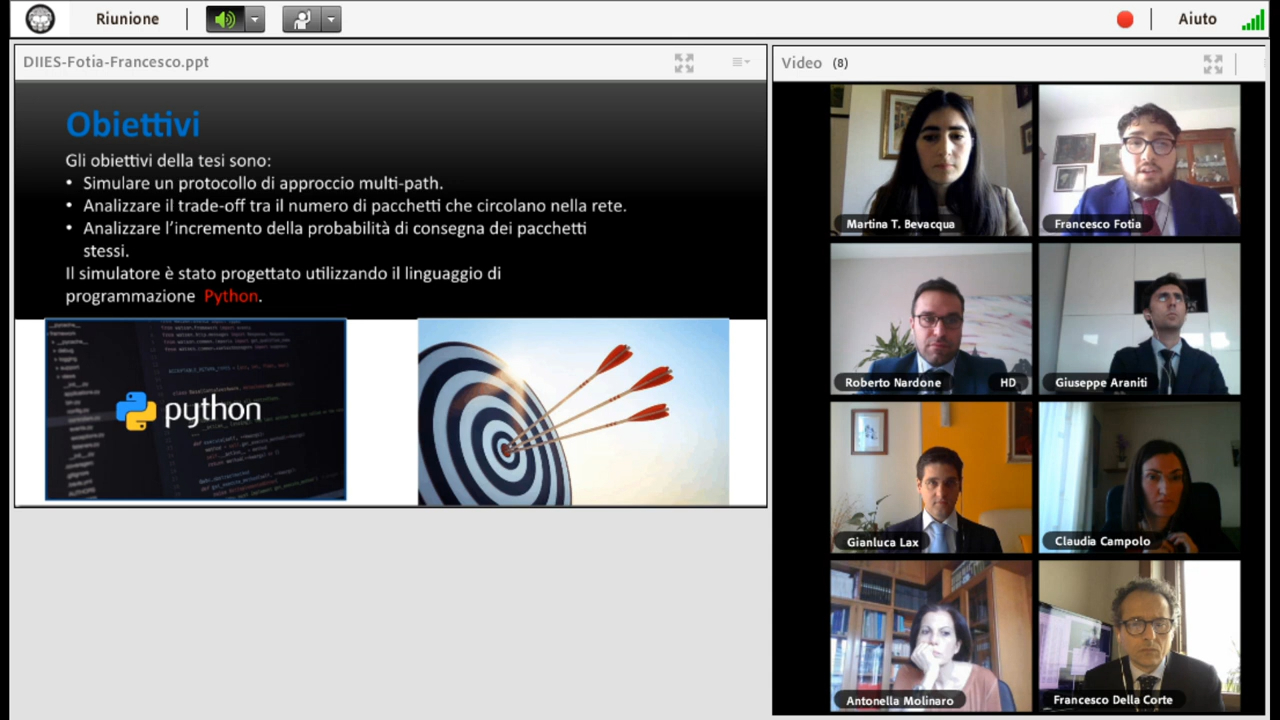 Riunione
Aiuto
DIIES-Fotia-Francesco.ppt
Video (8)
Obiettivi
Gli obiettivi della tesi sono:
• Simulare un protocollo di approccio multi-path.
• Analizzare il trade-off tra il numero di pacchetti che circolano nella rete.
• Analizzare l'incremento della probabilità di consegna dei pacchetti
stessi.
Il simulatore è stato progettato utilizzando il linguaggio di
programmazione Python.
python
Martina T. Bevacqua
Francesco Fotia
Roberto Nardone HD
Giuseppe Araniti
Gianluca Lax
Claudia Campolo
Antonella Molinaro
Francesco Della Corte